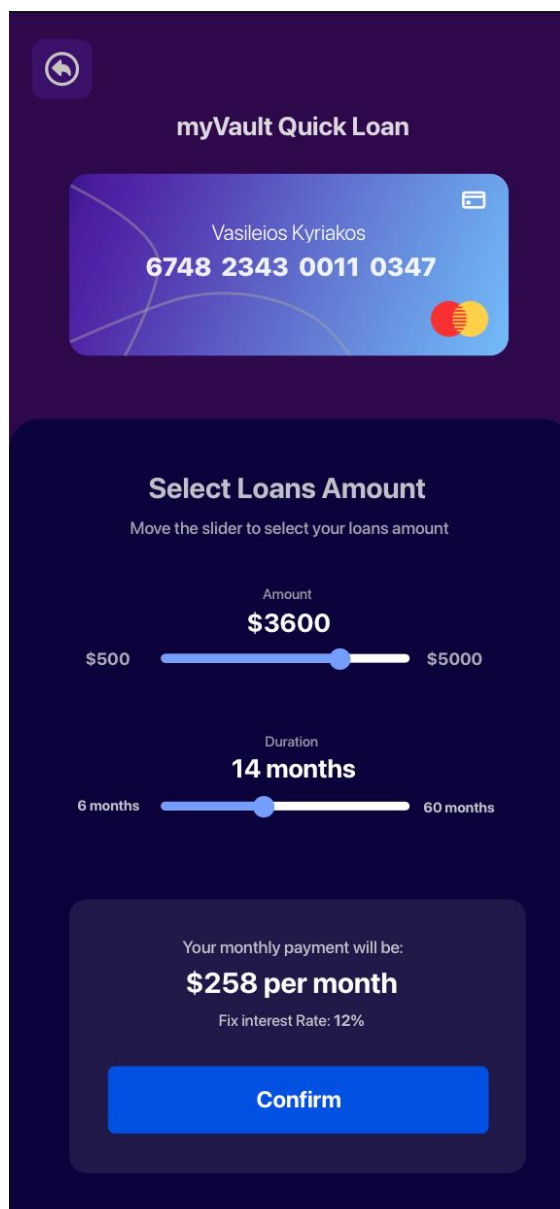 myVault Quick Loan
Vasileios Kyriakos
6748 2343 0011 0347
Select Loans Amount
Move the slider to select your loans amount
Amount
$3600
$500 $5000
Duration
14 months
6 months 60 months
Your monthly payment will be:
$258 per month
Fix interest Rate: 12%
Confirm